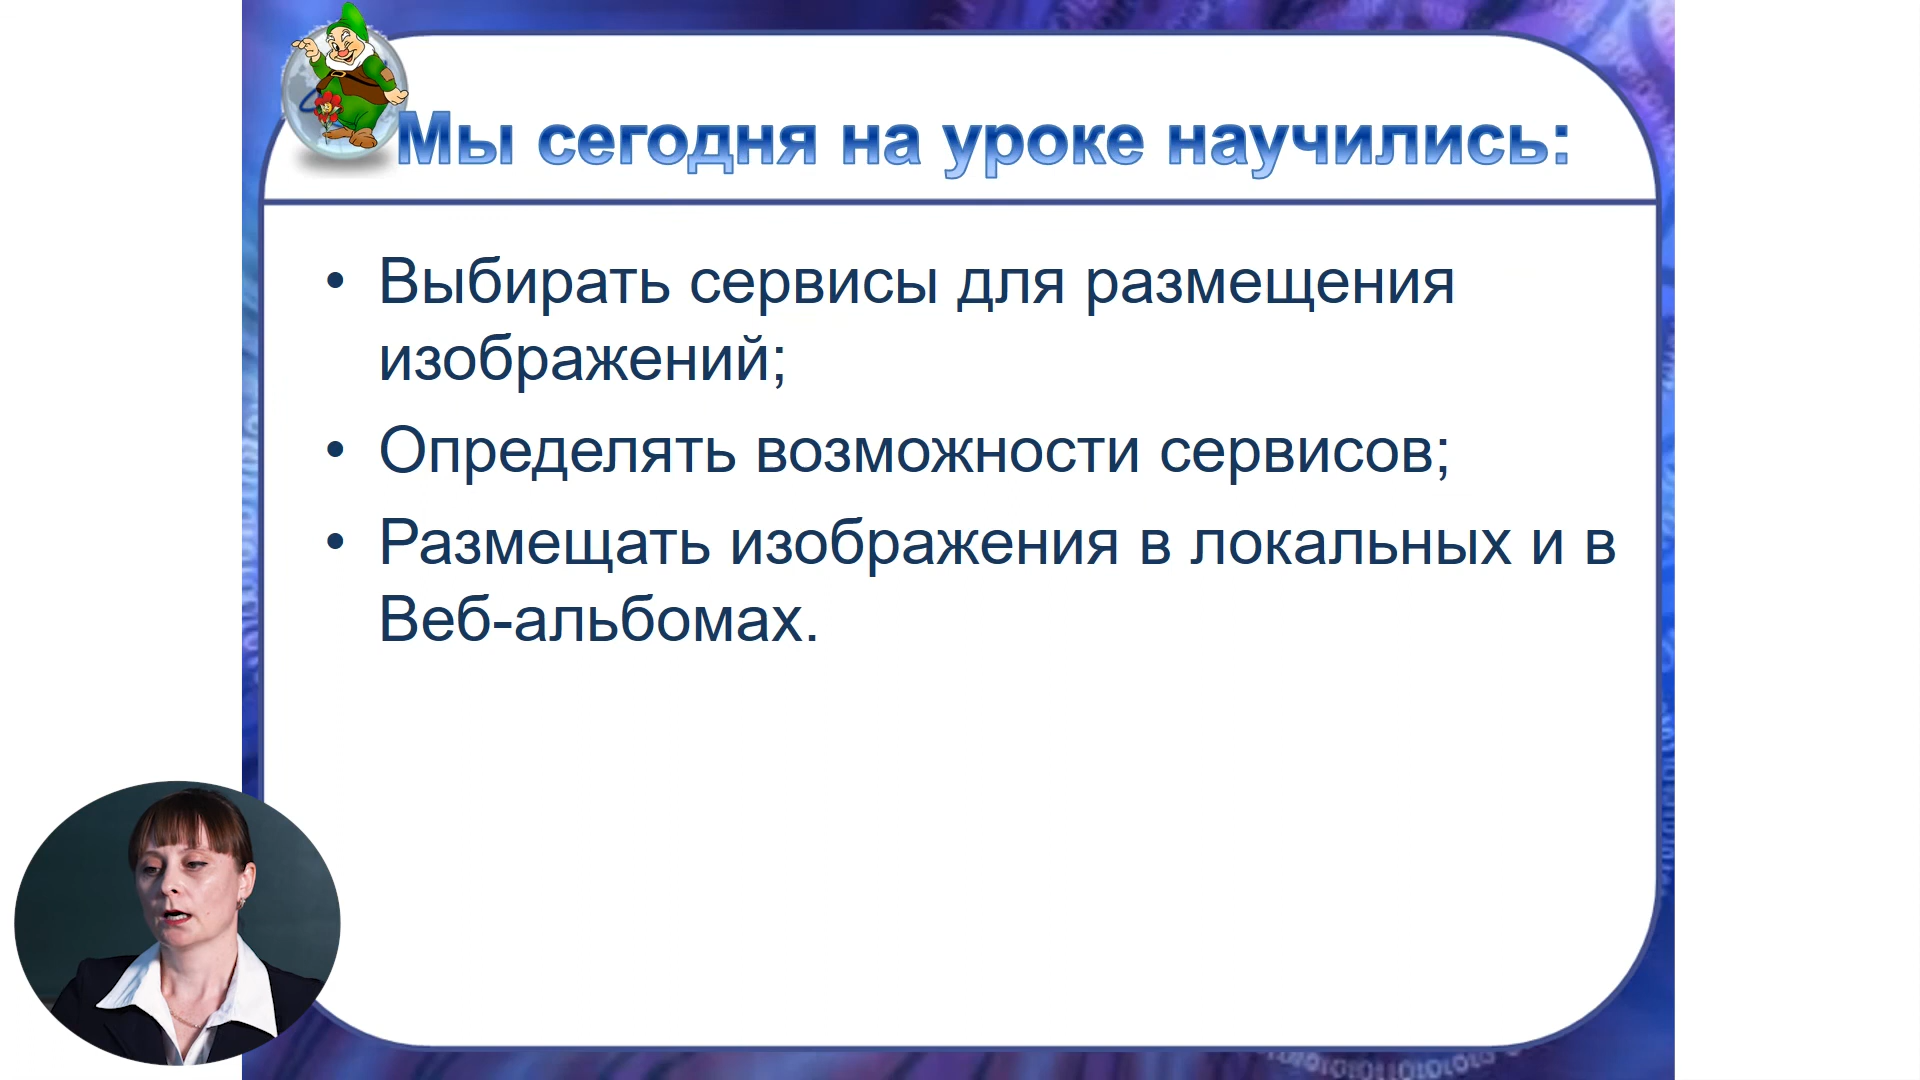 Мы сегодня на уроке научились:
• Выбирать сервисы для размещения
изображений;
• Определять возможности сервисов;
• Размещать изображения в локальных и в
Веб-альбомах.